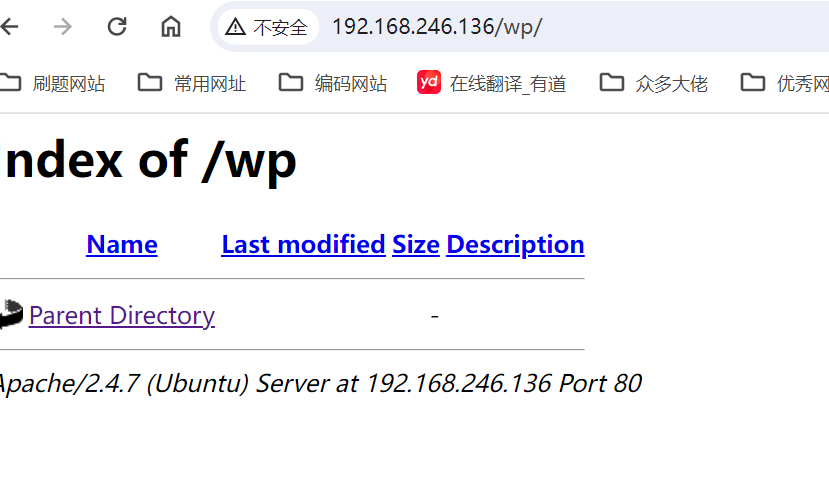 不安全 192.168.246.136/wp/
刷题网站 常用网址 编码网站 yd 在线翻译_有道 众多大佬 优秀网
Index of /wp
Name Last modified Size Description
Parent Directory -
Apache/2.4.7 (Ubuntu) Server at 192.168.246.136 Port 80